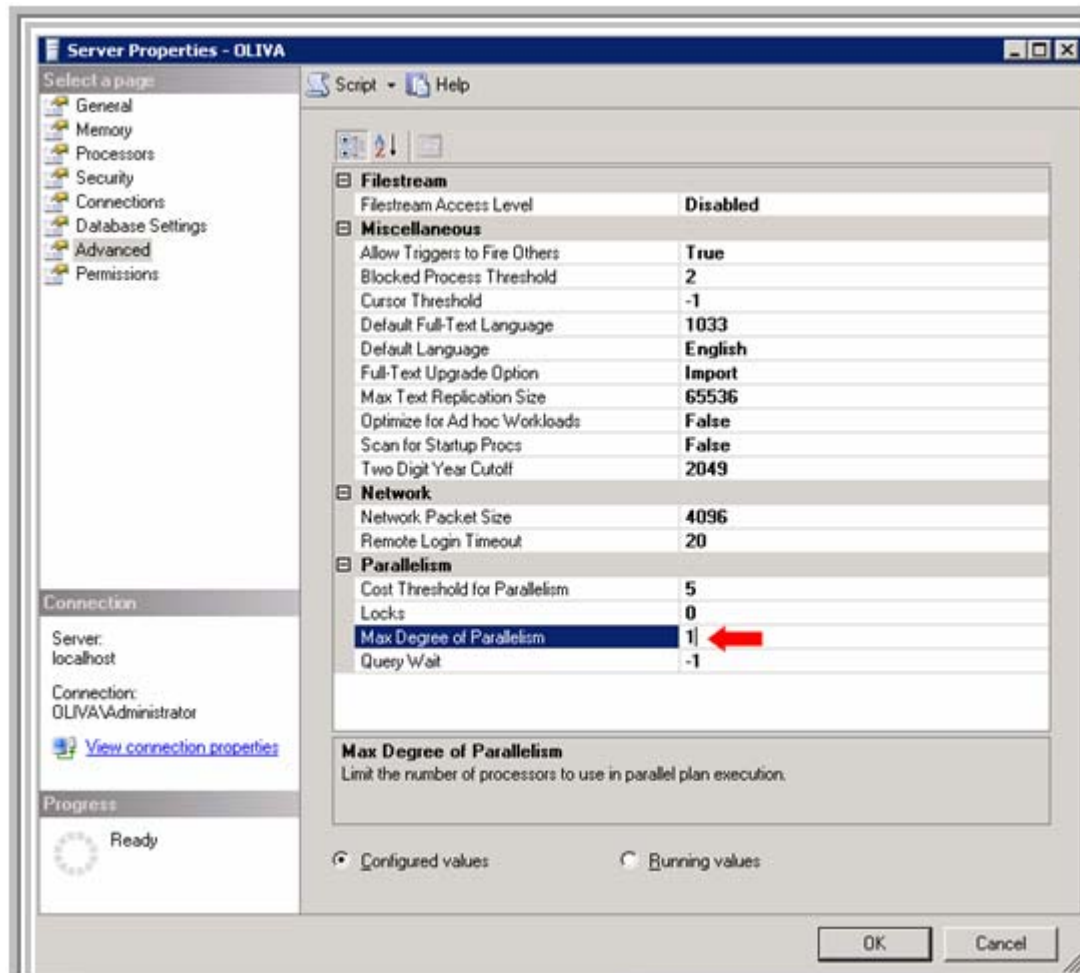 Server Properties - OLIVA
Select a page
General
Memory
Processors
Security
Connections
Database Settings
Advanced
Permissions
Connection
Server:
localhost
Connection:
OLIVA\Administrator
View connection properties
Progress
Ready
Script Help
Filestream
Filestream Access Level Disabled
Miscellaneous
Allow Triggers to Fire Others True
Blocked Process Threshold 2
Cursor Threshold -1
Default Full-Text Language 1033
Default Language English
Full-Text Upgrade Option Import
Max Text Replication Size 65536
Optimize for Ad hoc Workloads False
Scan for Startup Procs False
Two Digit Year Cutoff 2049
Network
Network Packet Size 4096
Remote Login Timeout 20
Parallelism
Cost Threshold for Parallelism 5
Locks 0
Max Degree of Parallelism 1
Query Wait -1
Max Degree of Parallelism
Limit the number of processors to use in parallel plan execution.
Configured values Running values
OK Cancel